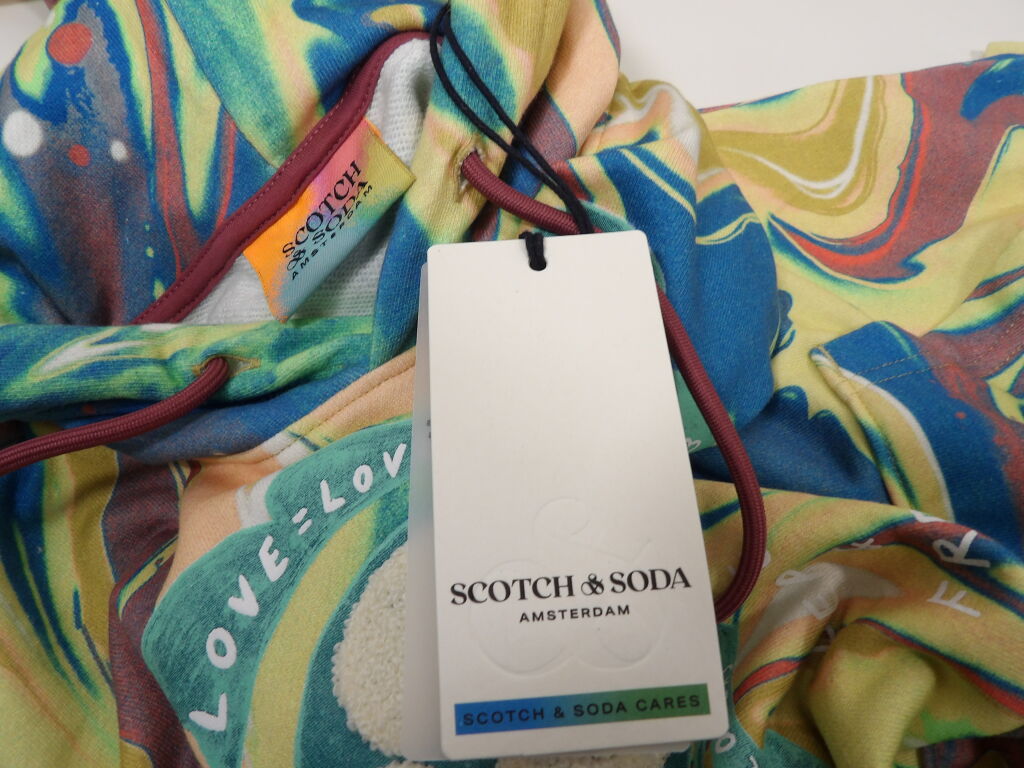 SCOTCH
& SODA
Amsterdam
LOVE = LOV
SCOTCH & SODA
AMSTERDAM
SCOTCH & SODA CARES